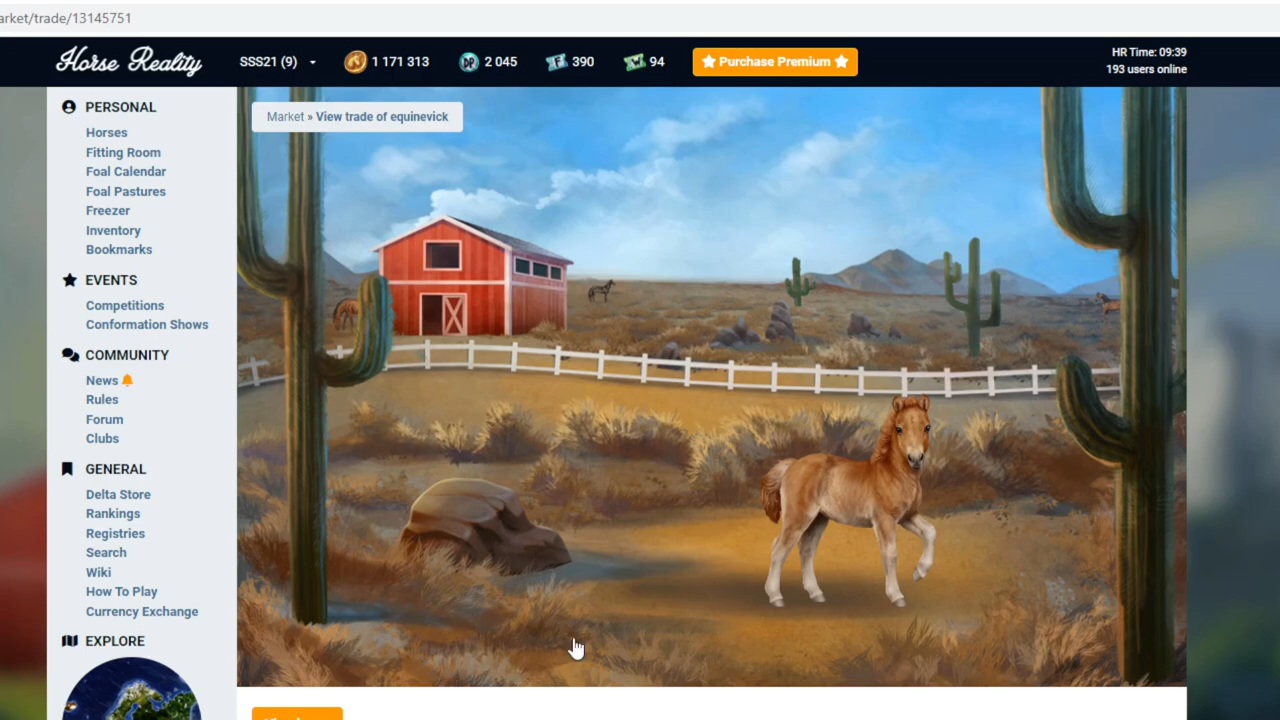 arket/trade/13145751
Horse Reality
SSS21 (9)
1 171 313
2 045
390
94
Purchase Premium
HR Time: 09:39
193 users online
PERSONAL
Horses
Fitting Room
Foal Calendar
Foal Pastures
Freezer
Inventory
Bookmarks
EVENTS
Competitions
Conformation Shows
COMMUNITY
News
Rules
Forum
Clubs
GENERAL
Delta Store
Rankings
Registries
Search
Wiki
How To Play
Currency Exchange
EXPLORE
Market » View trade of equinevick